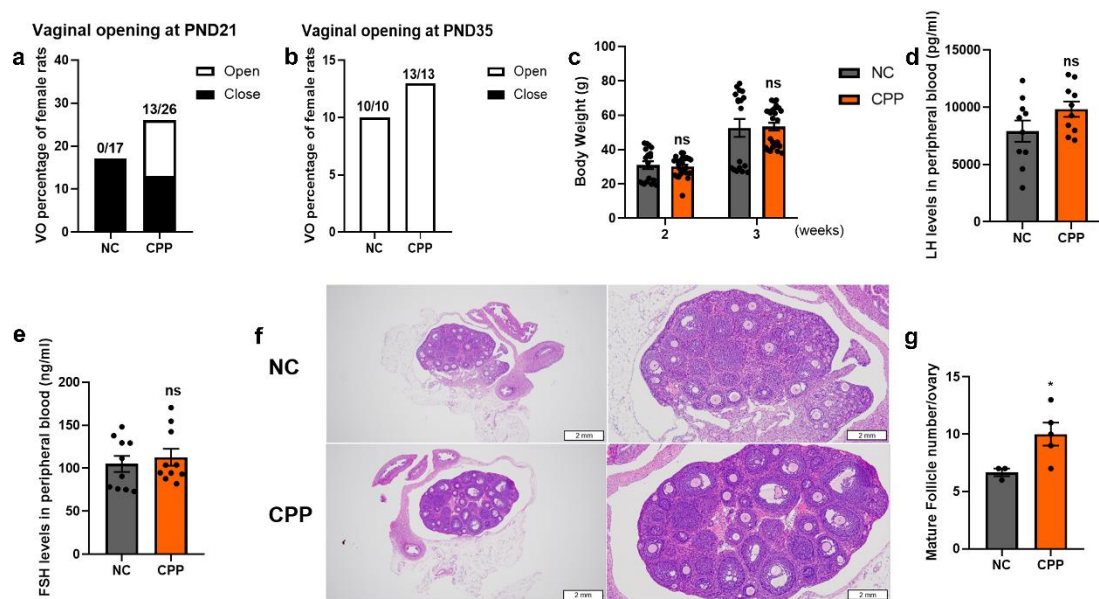 Vaginal opening at PND21
a
VO percentage of female rats
40
30
20
10
0
0/17
13/26
NC
CPP
Open
Close
Vaginal opening at PND35
b
VO percentage of female rats
15
10
5
0
10/10
13/13
NC
CPP
Open
Close
c
Body Weight (g)
100
80
60
40
20
0
ns
ns
2
3
(weeks)
NC
CPP
d
LH levels in peripheral blood (pg/ml)
15000
10000
5000
0
ns
NC
CPP
e
FSH levels in peripheral blood (ng/ml)
200
150
100
50
0
ns
NC
CPP
f
NC
2 mm
2 mm
CPP
2 mm
2 mm
g
Mature Follicle number/ovary
15
10
5
0
*
NC
CPP